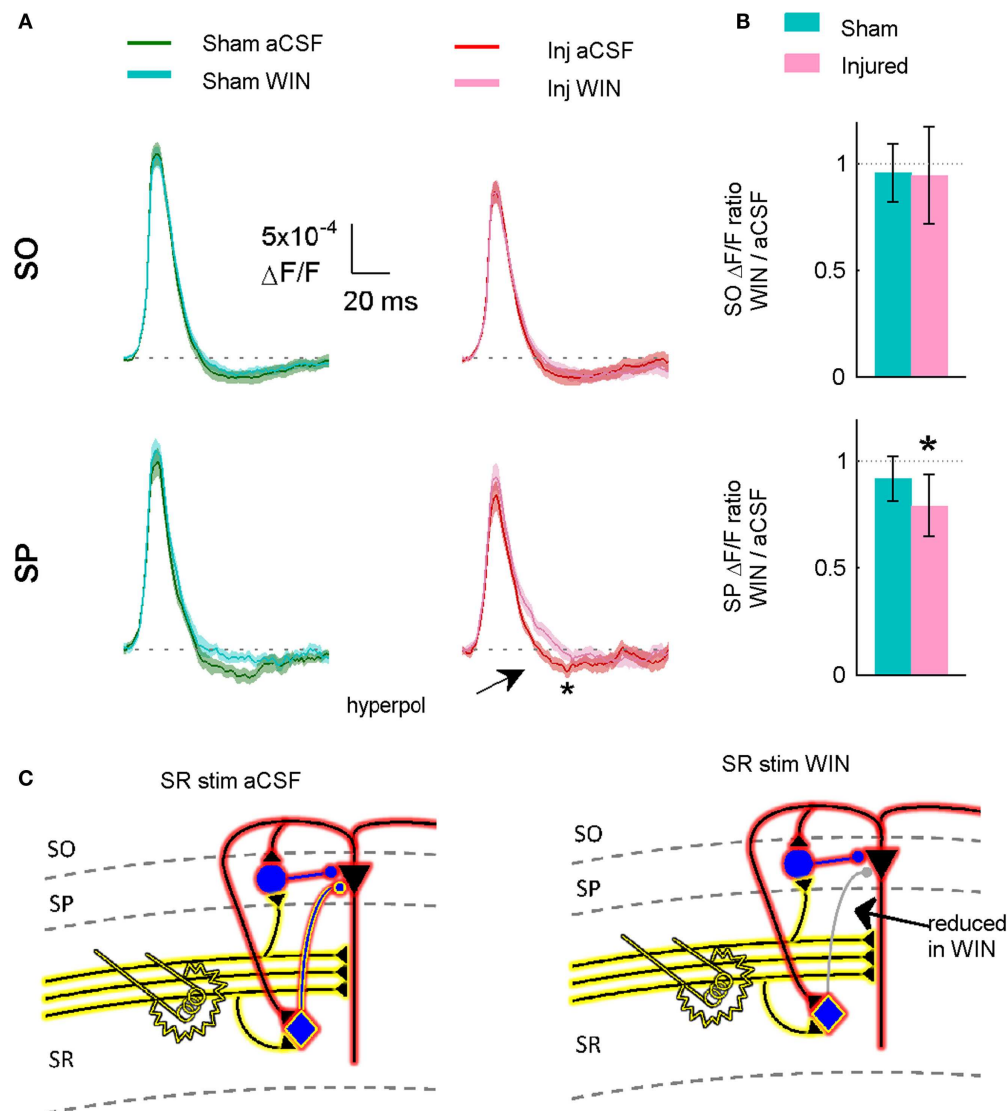 A
Sham aCSF
Sham WIN
Inj aCSF
Inj WIN
SO
5x10⁻⁴
ΔF/F
20 ms
SP
hyperpol
*
B
Sham
Injured
SO ΔF/F ratio
WIN / aCSF
1
0.5
0
*
SP ΔF/F ratio
WIN / aCSF
1
0.5
0
C
SR stim aCSF
SO
SP
SR
SR stim WIN
SO
SP
SR
reduced
in WIN